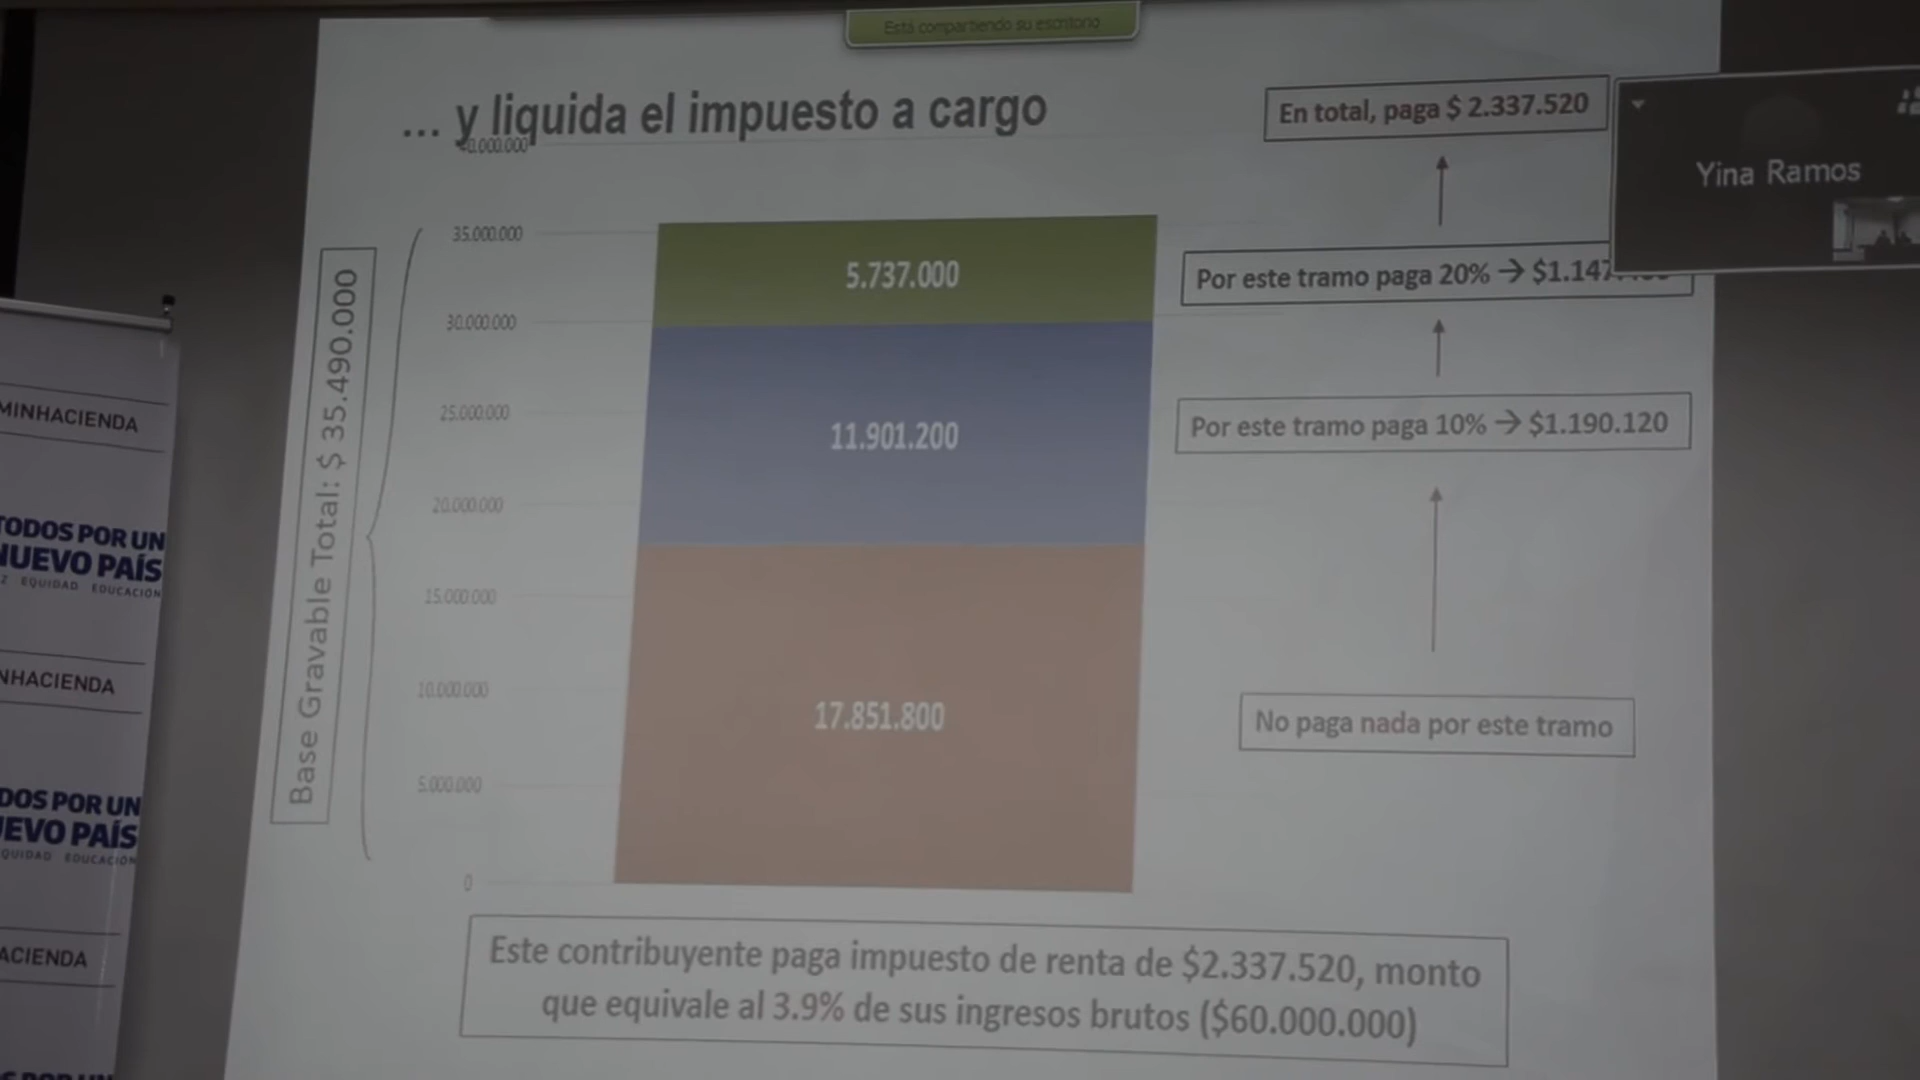 Está compartiendo su escritorio
... y liquida el impuesto a cargo
En total, paga $ 2.337.520
Yina Ramos
35.000.000
30.000.000
25.000.000
20.000.000
15.000.000
10.000.000
5.000.000
0
Base Gravable Total: $ 35.490.000
5.737.000
11.901.200
17.851.800
Por este tramo paga 20% → $1.147.
Por este tramo paga 10% → $1.190.120
No paga nada por este tramo
Este contribuyente paga impuesto de renta de $2.337.520, monto
que equivale al 3.9% de sus ingresos brutos ($60.000.000)
MINHACIENDA
TODOS POR UN
NUEVO PAÍS
Z EQUIDAD EDUCACIÓN
NHACIENDA
DOS POR UN
EVO PAÍS
QUIDAD EDUCACIÓN
ACIENDA